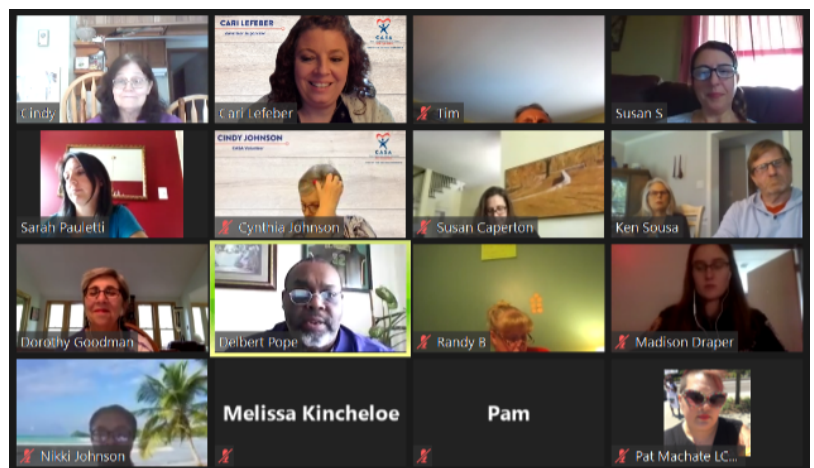 Cindy
CARI LEFEBER
CASA
Cari Lefeber
Tim
Susan S
Sarah Pauletti
CINDY JOHNSON
CASA Volunteer
CASA
Cynthia Johnson
Susan Caperton
Ken Sousa
Dorothy Goodman
Delbert Pope
Randy B
Madison Draper
Nikki Johnson
Melissa Kincheloe
Pam
Pat Machate LC...